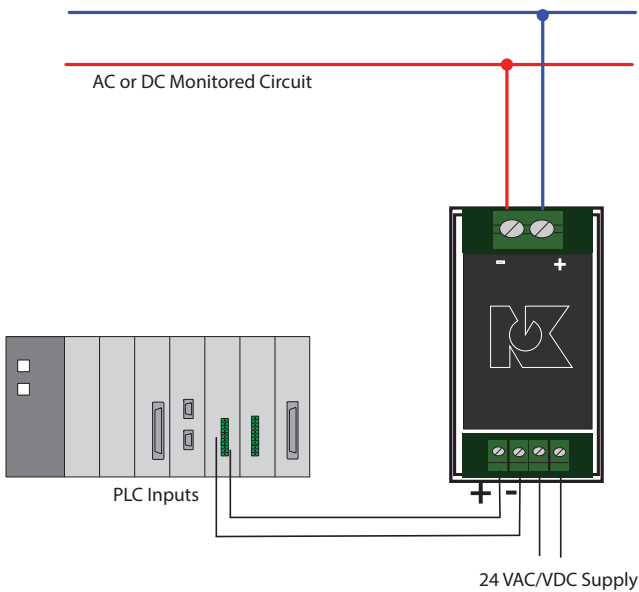 AC or DC Monitored Circuit
- +
PLC Inputs
+ -
24 VAC/VDC Supply